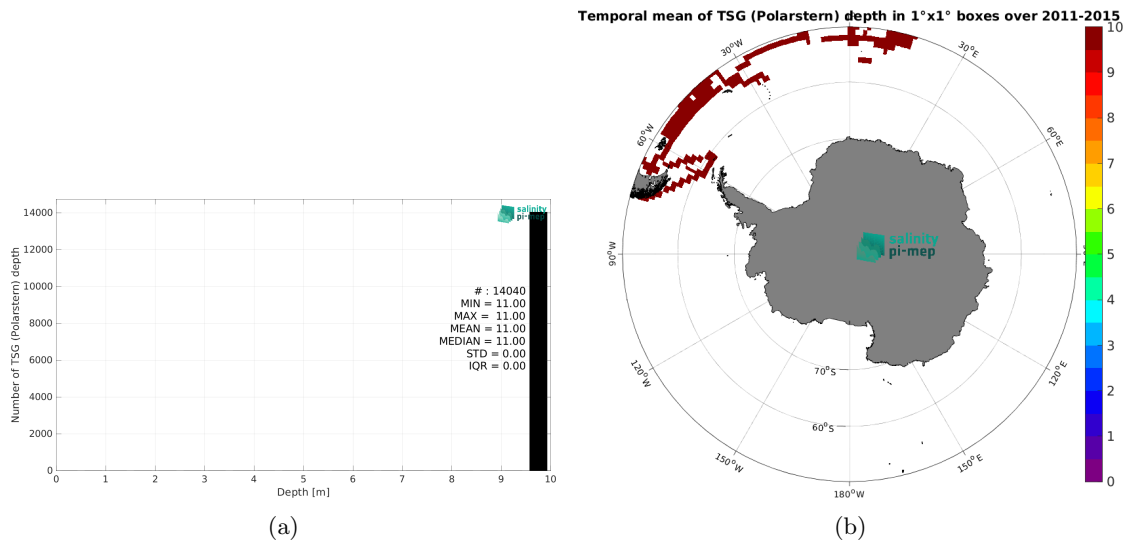 Temporal mean of TSG (Polarstern) depth in 1°x1° boxes over 2011-2015
14000
12000
10000
8000
6000
4000
2000
0
Number of TSG (Polarstern) depth
salinity
pi-mep
# : 14040
MIN = 11.00
MAX = 11.00
MEAN = 11.00
MEDIAN = 11.00
STD = 0.00
IQR = 0.00
0 1 2 3 4 5 6 7 8 9 10
Depth [m]
(a)
30°W
30°E
60°W
60°E
90°W
120°W
120°E
150°W
150°E
180°W
70°S
60°S
salinity
pi-mep
10
9
8
7
6
5
4
3
2
1
0
(b)